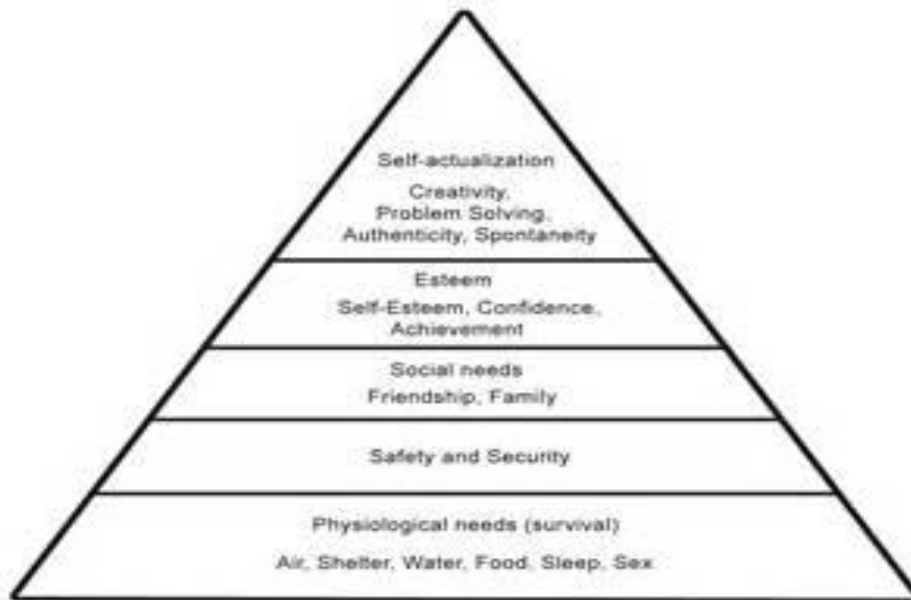 Self-actualization
Creativity,
Problem Solving,
Authenticity, Spontaneity
Esteem
Self-Esteem, Confidence,
Achievement
Social needs
Friendship, Family
Safety and Security
Physiological needs (survival)
Air, Shelter, Water, Food, Sleep, Sex